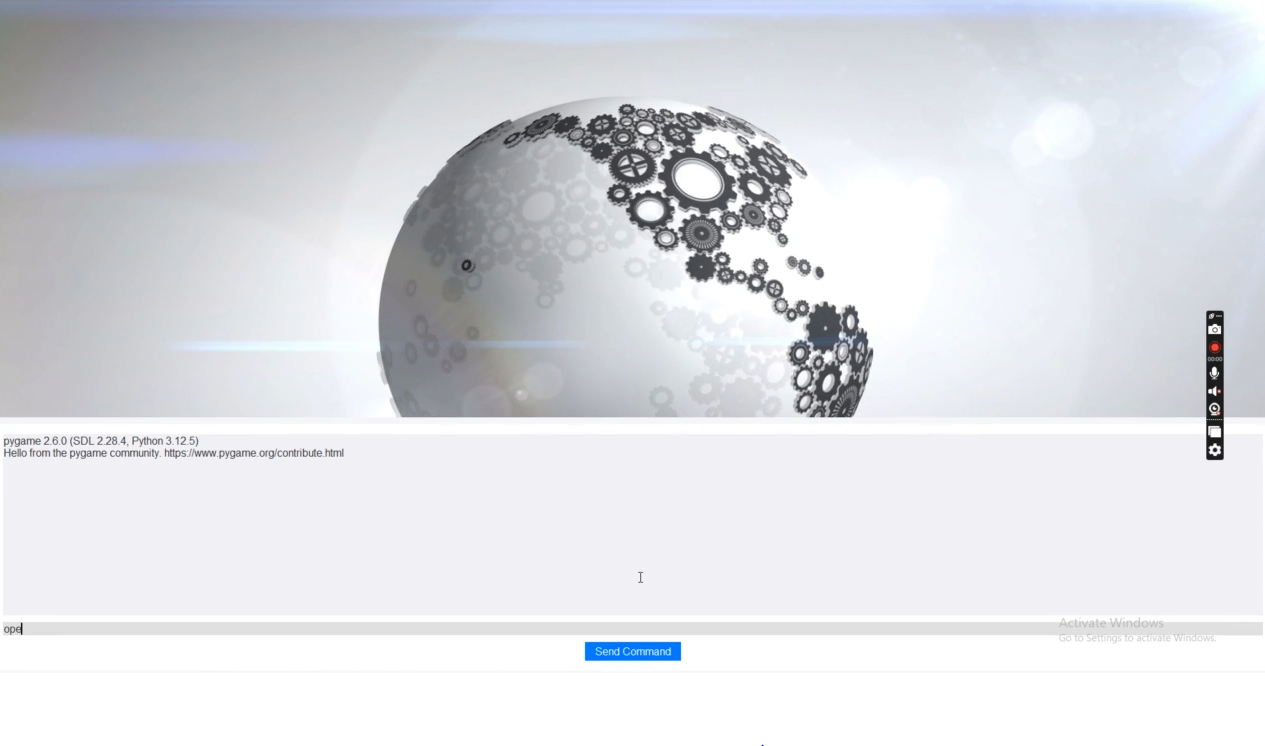 00:00
pygame 2.6.0 (SDL 2.28.4, Python 3.12.5)
Hello from the pygame community. https://www.pygame.org/contribute.html
ope
Activate Windows
Go to Settings to activate Windows.
Send Command